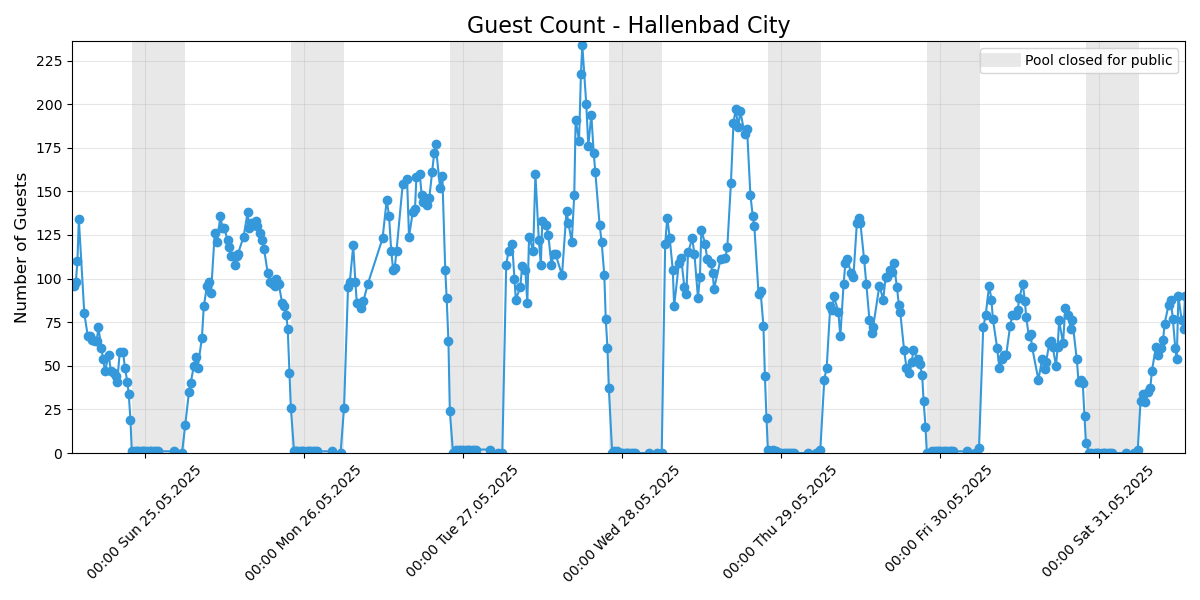 Guest Count - Hallenbad City
Pool closed for public
Number of Guests
225
200
175
150
125
100
75
50
25
0
00:00 Sun 25.05.2025
00:00 Mon 26.05.2025
00:00 Tue 27.05.2025
00:00 Wed 28.05.2025
00:00 Thu 29.05.2025
00:00 Fri 30.05.2025
00:00 Sat 31.05.2025